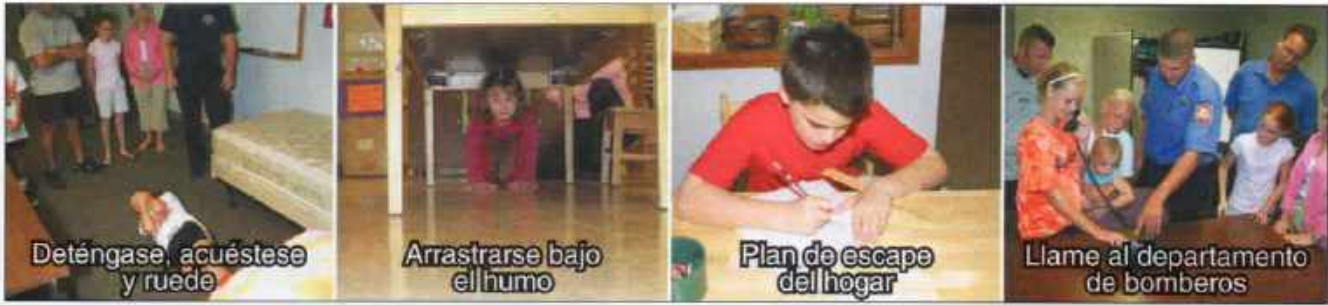 Deténgase, acuéstese
y ruede
Arrastrarse bajo
el humo
Plan de escape
del hogar
Llame al departamento
de bomberos